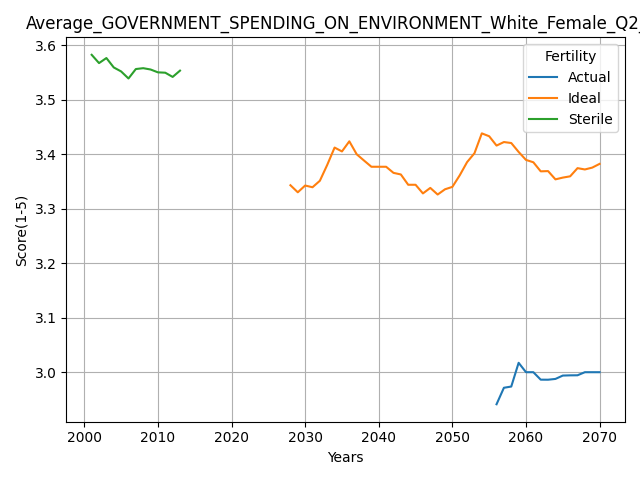 Average_GOVERNMENT_SPENDING_ON_ENVIRONMENT_White_Female_Q2_
Fertility
Actual
Ideal
Sterile
Score(1-5)
3.6
3.5
3.4
3.3
3.2
3.1
3.0
2000 2010 2020 2030 2040 2050 2060 2070
Years